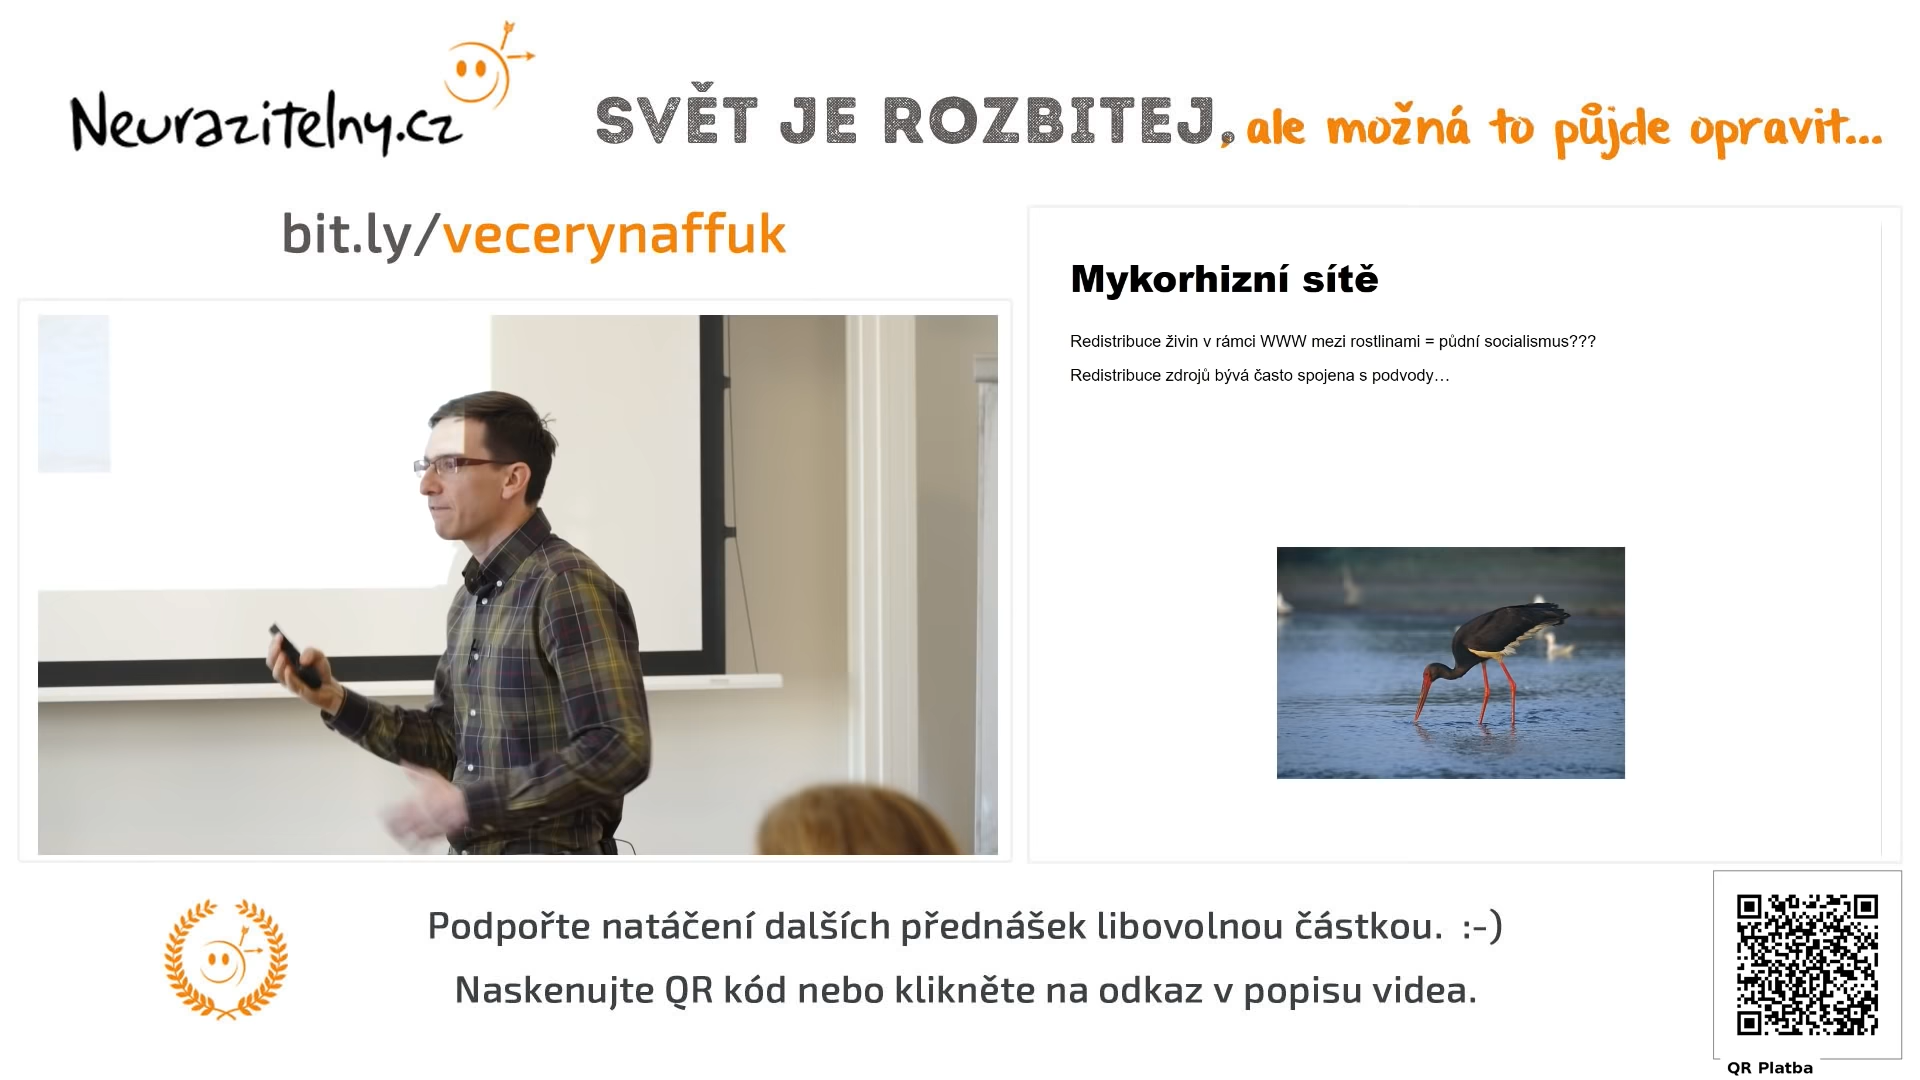 Neurazitelny.cz
SVĚT JE ROZBITEJ, ale možná to půjde opravit...
bit.ly/vecerynaffuk
Mykorhizní sítě
Redistribuce živin v rámci WWW mezi rostlinami = půdní socialismus???
Redistribuce zdrojů bývá často spojena s podvody…
Podpořte natáčení dalších přednášek libovolnou částkou. :-)
Naskenujte QR kód nebo klikněte na odkaz v popisu videa.
QR Platba